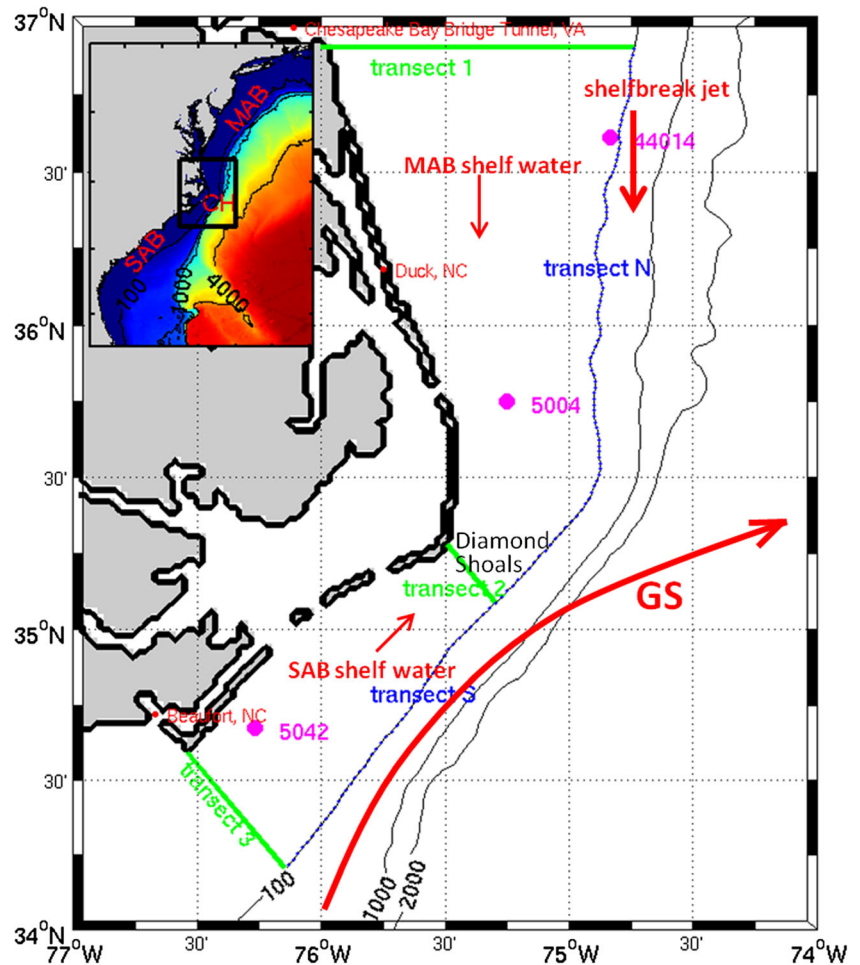 37°N
Chesapeake Bay Bridge Tunnel, VA
transect 1
shelfbreak jet
44014
MAB
CH
SAB
100
1000
4000
30'
MAB shelf water
Duck, NC
transect N
36°N
5004
30'
Diamond
Shoals
transect 2
GS
35°N
SAB shelf water
transect S
Beaufort, NC
5042
30'
transect 3
100
1000
2000
34°N
77°W
30'
76°W
30'
75°W
30'
74°W